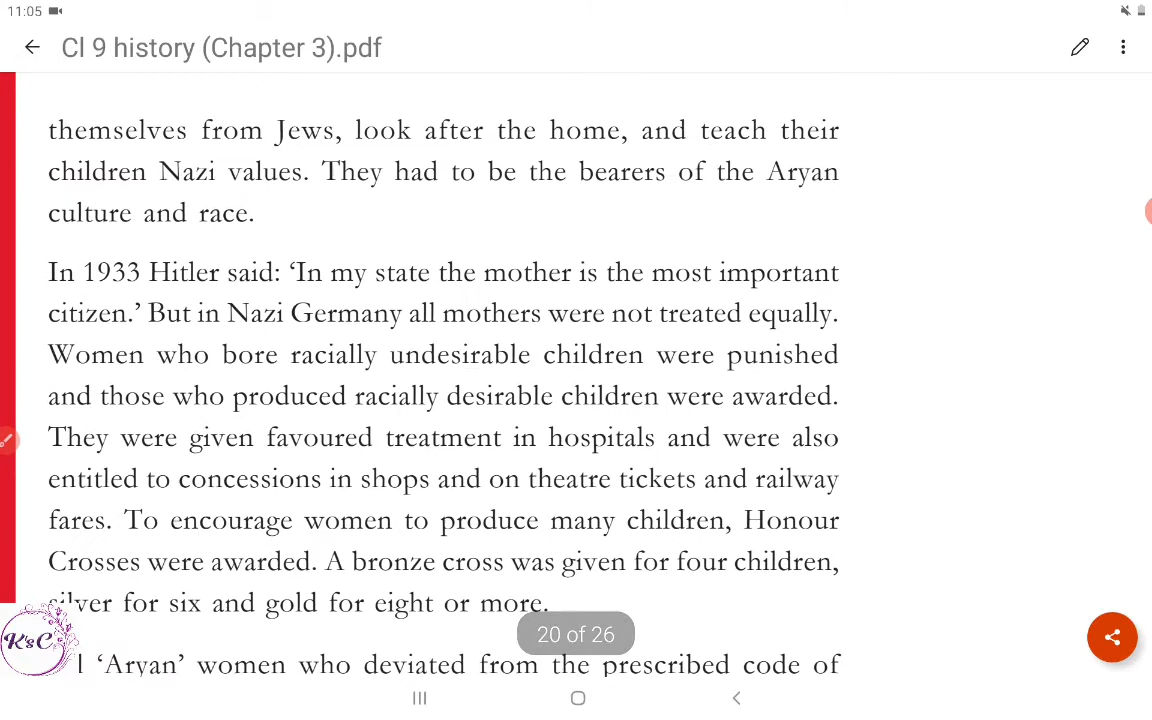 11:05
Cl 9 history (Chapter 3).pdf
themselves from Jews, look after the home, and teach their
children Nazi values. They had to be the bearers of the Aryan
culture and race.
In 1933 Hitler said: ‘In my state the mother is the most important
citizen.’ But in Nazi Germany all mothers were not treated equally.
Women who bore racially undesirable children were punished
and those who produced racially desirable children were awarded.
They were given favoured treatment in hospitals and were also
entitled to concessions in shops and on theatre tickets and railway
fares. To encourage women to produce many children, Honour
Crosses were awarded. A bronze cross was given for four children,
silver for six and gold for eight or more.
20 of 26
K's C
l ‘Aryan’ women who deviated from the prescribed code of